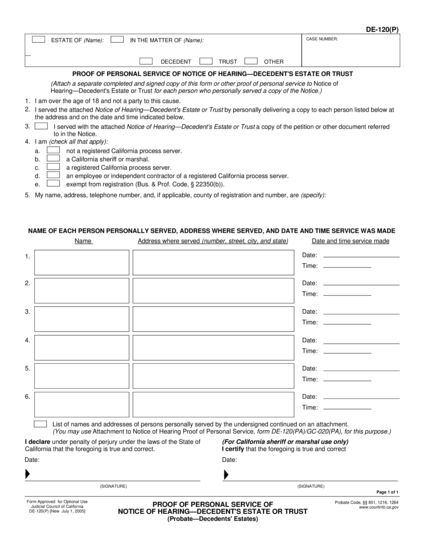 DE-120(P)
ESTATE OF (Name): IN THE MATTER OF (Name): CASE NUMBER:
DECEDENT TRUST OTHER
PROOF OF PERSONAL SERVICE OF NOTICE OF HEARING—DECEDENT'S ESTATE OR TRUST
(Attach a separate completed and signed copy of this form or other proof of personal service to Notice of
Hearing—Decedent's Estate or Trust for each person who personally served a copy of the Notice.)
1. I am over the age of 18 and not a party to this cause.
2. I served the attached Notice of Hearing—Decedent's Estate or Trust by personally delivering a copy to each person listed below at
the address and on the date and time indicated below.
3. I served with the attached Notice of Hearing—Decedent's Estate or Trust a copy of the petition or other document referred
to in the Notice.
4. I am (check all that apply):
a. not a registered California process server.
b. a California sheriff or marshal.
c. a registered California process server.
d. an employee or independent contractor of a registered California process server.
e. exempt from registration (Bus. & Prof. Code, § 22350(b)).
5. My name, address, telephone number, and, if applicable, county of registration and number, are (specify):
NAME OF EACH PERSON PERSONALLY SERVED, ADDRESS WHERE SERVED, AND DATE AND TIME SERVICE WAS MADE
Name Address where served (number, street, city, and state) Date and time service made
1. Date:
Time:
2. Date:
Time:
3. Date:
Time:
4. Date:
Time:
5. Date:
Time:
6. Date:
Time:
List of names and addresses of persons personally served by the undersigned continued on an attachment.
(You may use Attachment to Notice of Hearing Proof of Personal Service, form DE-120(PA)/GC-020(PA), for this purpose.)
I declare under penalty of perjury under the laws of the State of
California that the foregoing is true and correct.
Date:
(SIGNATURE)
(For California sheriff or marshal use only)
I certify that the foregoing is true and correct
Date:
(SIGNATURE)
Page 1 of 1
Form Approved for Optional Use
Judicial Council of California
DE-120(P) [New July 1, 2005]
PROOF OF PERSONAL SERVICE OF
NOTICE OF HEARING—DECEDENT'S ESTATE OR TRUST
(Probate—Decedents' Estates)
Probate Code, §§ 851, 1216, 1264
www.courtinfo.ca.gov